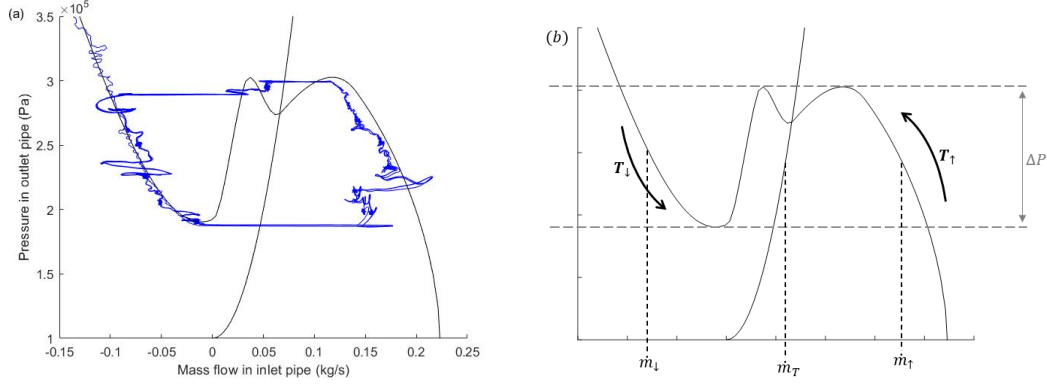 (a)
×10⁵
3.5
3
2.5
2
1.5
1
-0.15
-0.1
-0.05
0
0.05
0.1
0.15
0.2
0.25
Pressure in outlet pipe (Pa)
Mass flow in inlet pipe (kg/s)
(b)
T↓
T↑
ΔP
ṁ↓
ṁ_T
ṁ↑